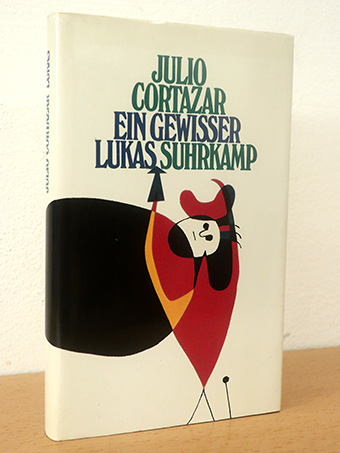 JULIO
CORTAZAR
EIN GEWISSER
LUKAS SUHRKAMP